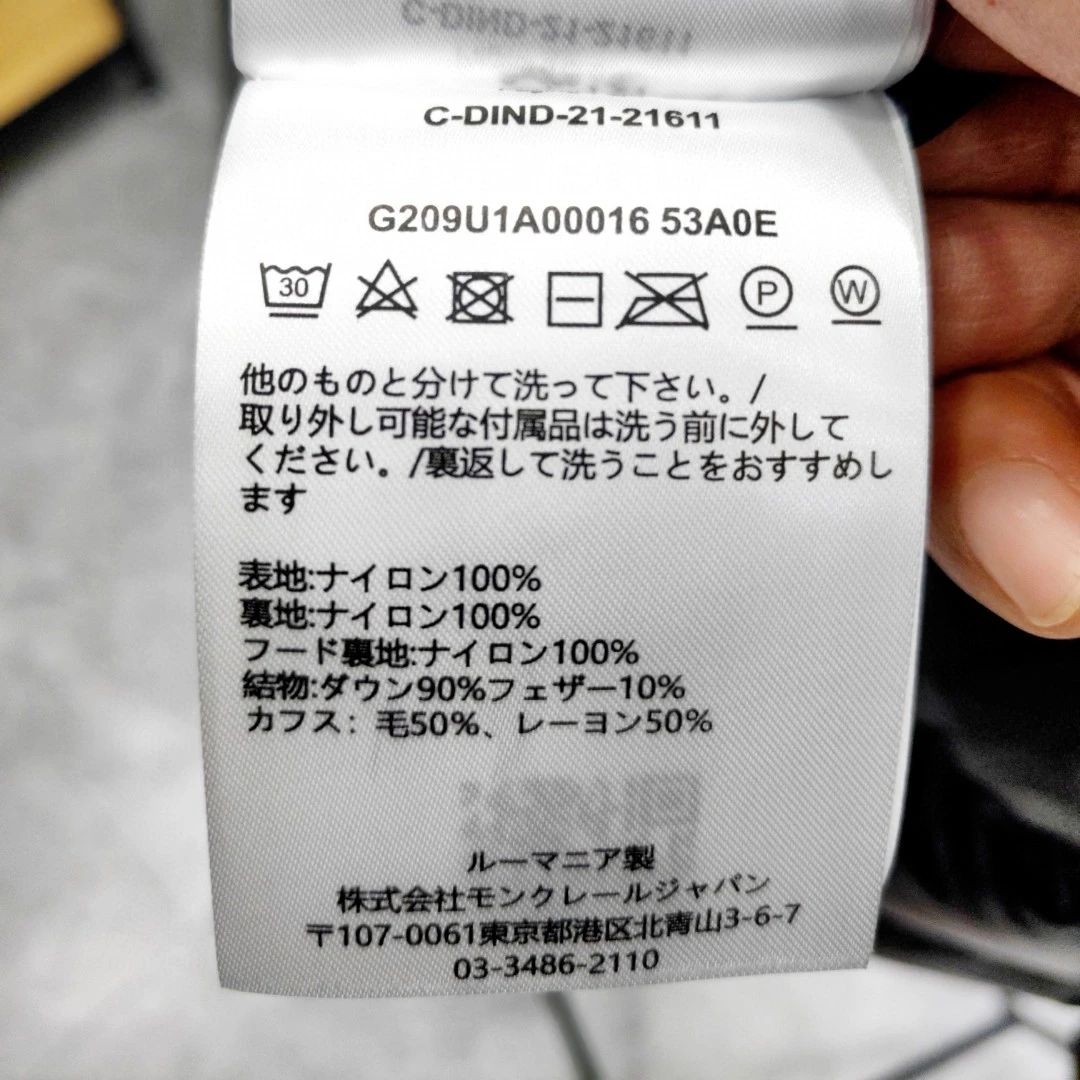 C-DIND-21-21611
C-DIND-21-21611
G209U1A00016 53A0E
30
P
W
他のものと分けて洗って下さい。/
取り外し可能な付属品は洗う前に外して
ください。/裏返して洗うことをおすすめし
ます
表地:ナイロン100%
裏地:ナイロン100%
フード裏地:ナイロン100%
結物:ダウン90%フェザー10%
カフス：毛50%、レーヨン50%
ルーマニア製
株式会社モンクレールジャパン
〒107-0061東京都港区北青山3-6-7
03-3486-2110